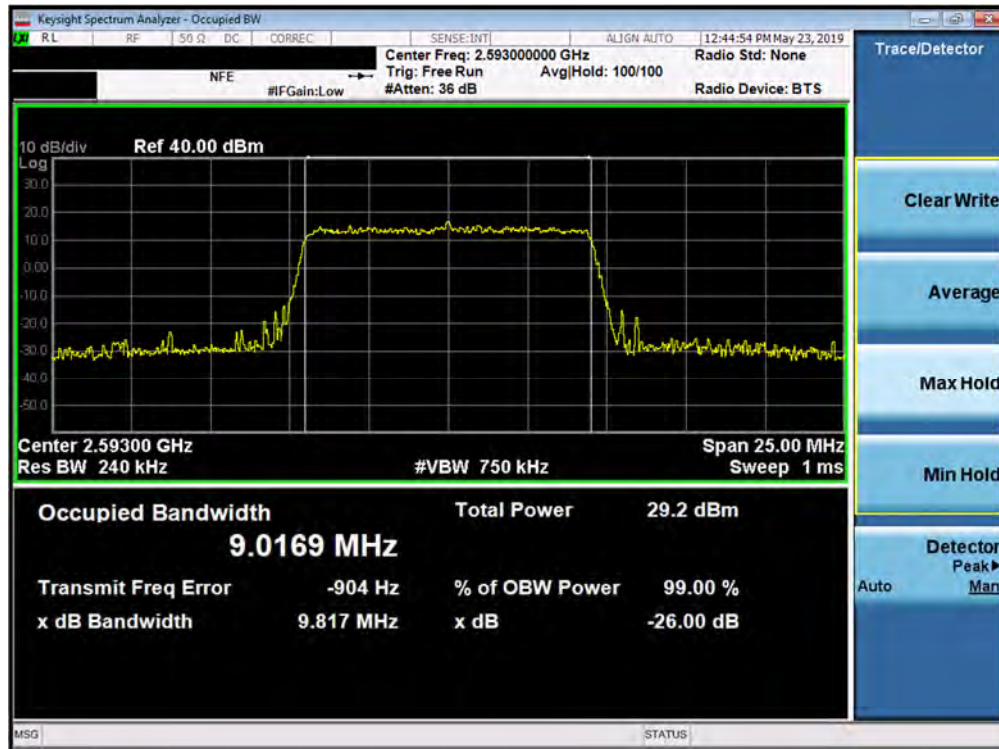 Keysight Spectrum Analyzer - Occupied BW
LXI RL RF 50 Ω DC CORREC SENSE:INT ALIGN AUTO 12:44:54 PM May 23, 2019
Center Freq: 2.593000000 GHz Radio Std: None
NFE Trig: Free Run Avg|Hold: 100/100
#IFGain:Low #Atten: 36 dB Radio Device: BTS
10 dB/div Ref 40.00 dBm
Log
30.0
20.0
10.0
0.00
-10.0
-20.0
-30.0
-40.0
-50.0
Center 2.59300 GHz Span 25.00 MHz
Res BW 240 kHz #VBW 750 kHz Sweep 1 ms
Occupied Bandwidth Total Power 29.2 dBm
9.0169 MHz
Transmit Freq Error -904 Hz % of OBW Power 99.00 %
x dB Bandwidth 9.817 MHz x dB -26.00 dB
Trace/Detector
Clear Write
Average
Max Hold
Min Hold
Detector
Peak
Auto Man
MSG STATUS